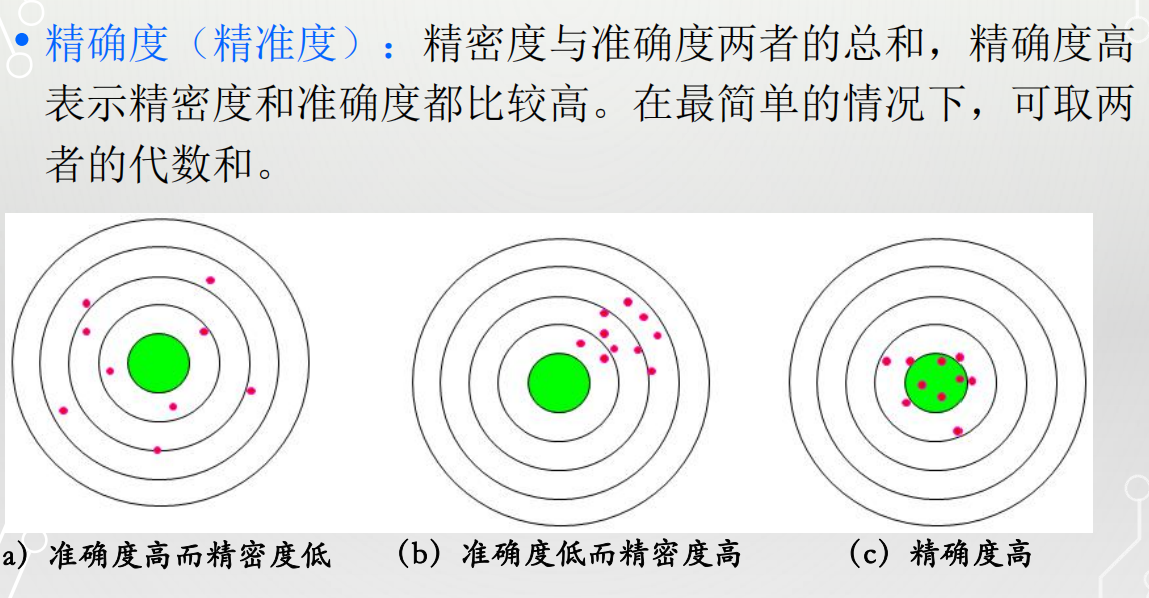 • 精确度（精准度）：精密度与准确度两者的总和，精确度高
表示精密度和准确度都比较高。在最简单的情况下，可取两
者的代数和。
a）准确度高而精密度低
（b）准确度低而精密度高
（c）精确度高